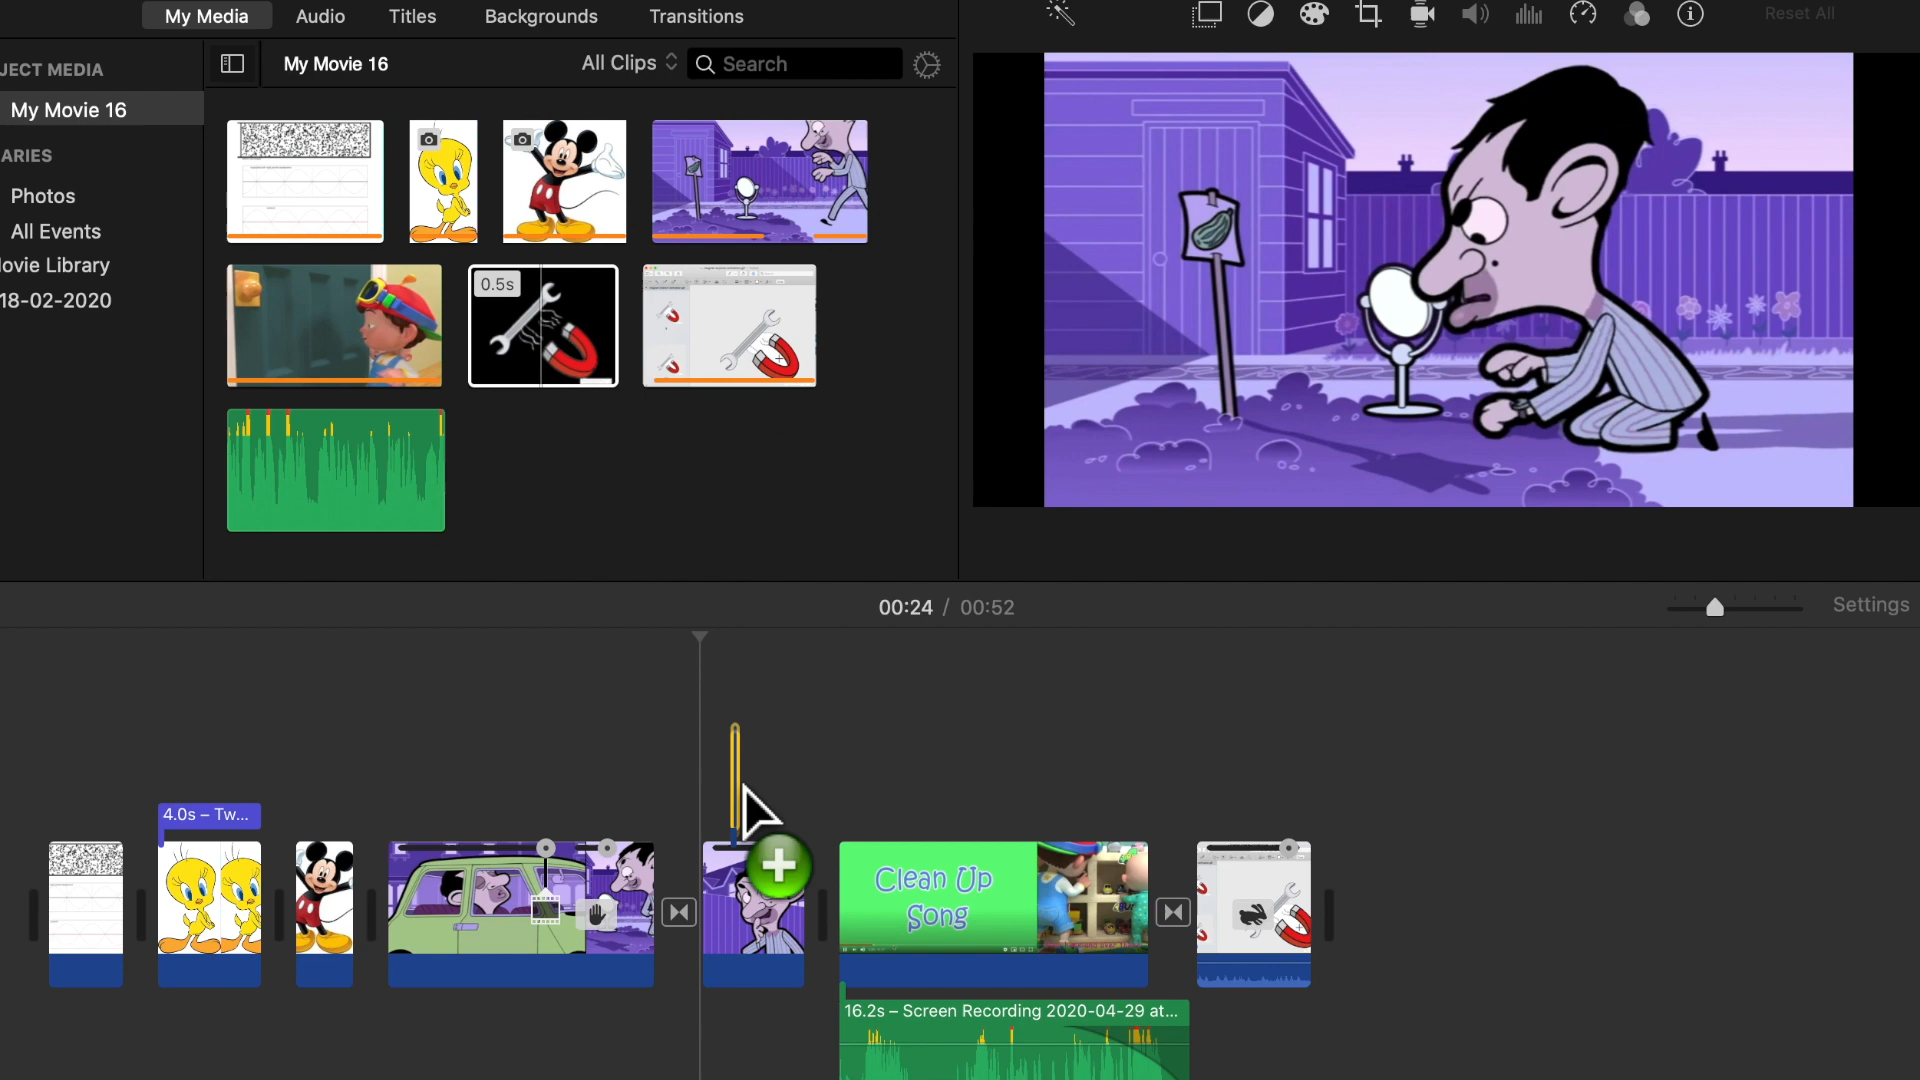 My Media
Audio
Titles
Backgrounds
Transitions
Reset All
JECT MEDIA
My Movie 16
All Clips
Search
My Movie 16
ARIES
Photos
All Events
ovie Library
18-02-2020
0.5s
00:24 / 00:52
Settings
4.0s – Tw...
Clean Up
Song
16.2s – Screen Recording 2020-04-29 at...